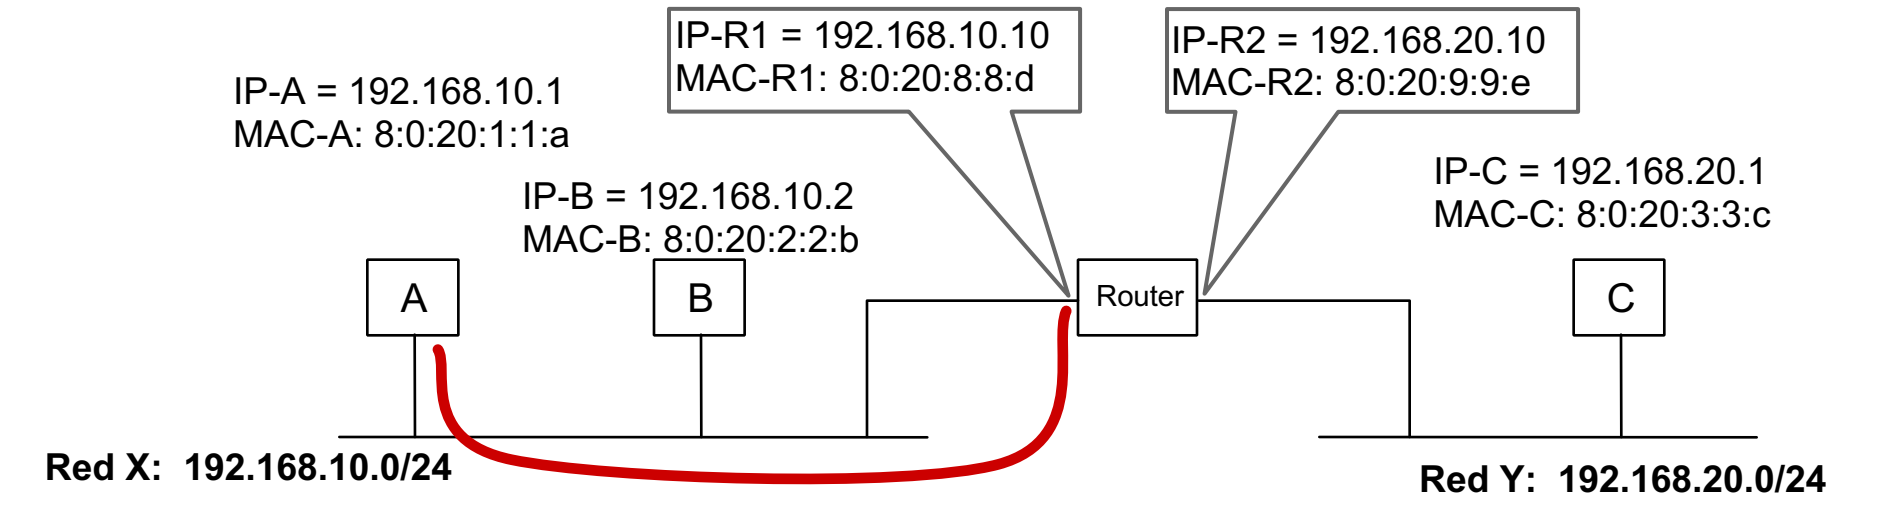 IP-R1 = 192.168.10.10
MAC-R1: 8:0:20:8:8:d
IP-R2 = 192.168.20.10
MAC-R2: 8:0:20:9:9:e
IP-A = 192.168.10.1
MAC-A: 8:0:20:1:1:a
IP-B = 192.168.10.2
MAC-B: 8:0:20:2:2:b
IP-C = 192.168.20.1
MAC-C: 8:0:20:3:3:c
A
B
Router
C
Red X: 192.168.10.0/24
Red Y: 192.168.20.0/24